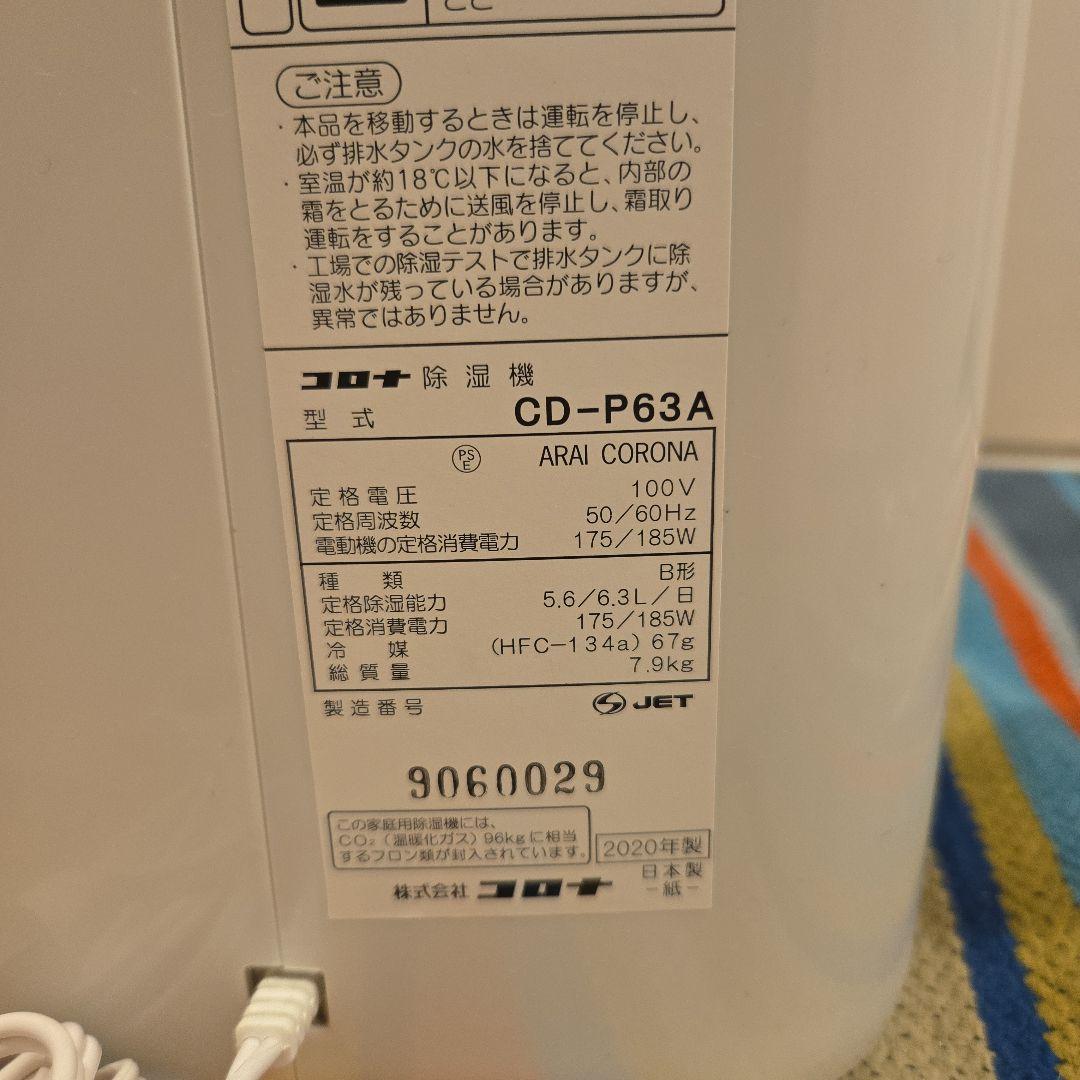 ご注意
・本品を移動するときは運転を停止し、
必ず排水タンクの水を捨ててください。
・室温が約18℃以下になると、内部の
霜をとるために送風を停止し、霜取り
運転をすることがあります。
・工場での除湿テストで排水タンクに除
湿水が残っている場合がありますが、
異常ではありません。
コロナ 除湿機
型式 CD-P63A
PSE ARAI CORONA
定格電圧 100V
定格周波数 50/60Hz
電動機の定格消費電力 175/185W
種類 B形
定格除湿能力 5.6/6.3L/日
定格消費電力 175/185W
冷媒 (HFC-134a) 67g
総質量 7.9kg
製造番号 JET
9060029
この家庭用除湿機には、
CO₂（温暖化ガス）96kgに相当
するフロン類が封入されています。
2020年製
日本製
株式会社 コロナ -紙-